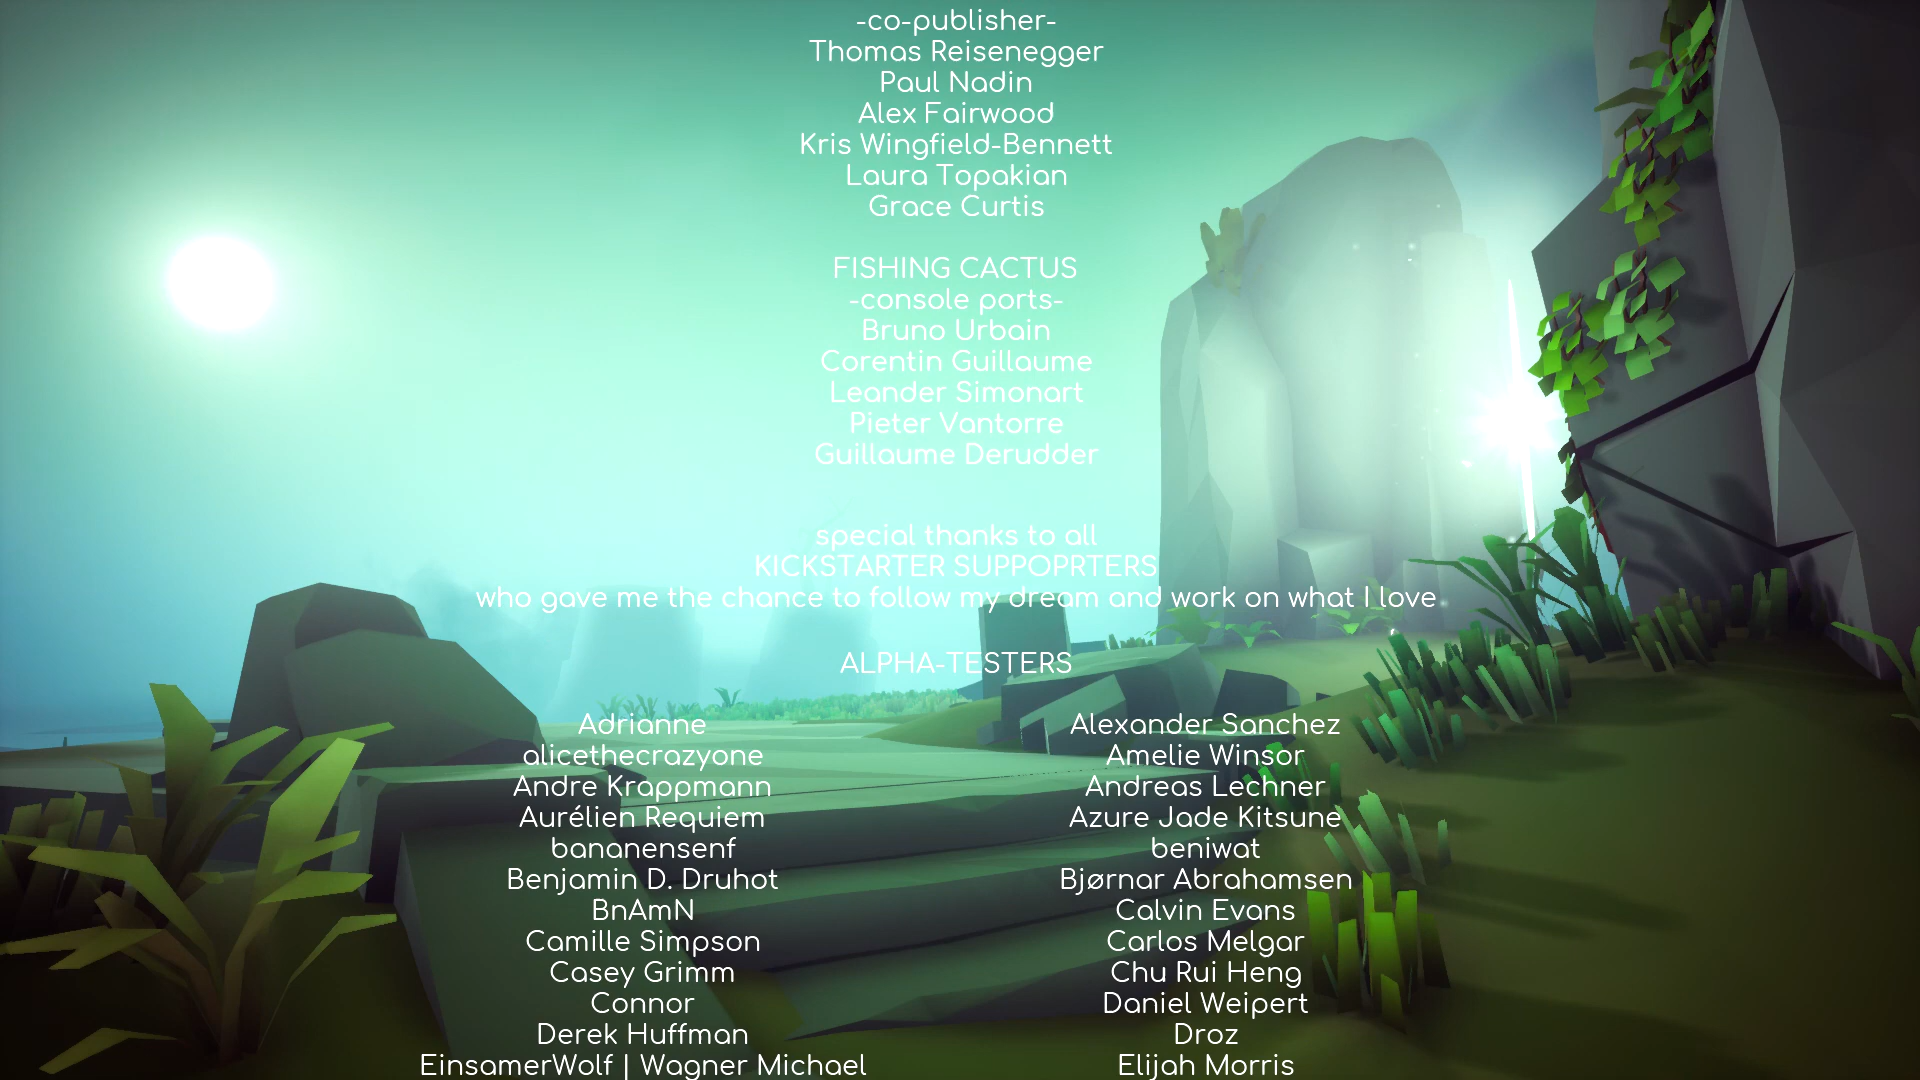 -co-publisher-
Thomas Reisenegger
Paul Nadin
Alex Fairwood
Kris Wingfield-Bennett
Laura Topakian
Grace Curtis
FISHING CACTUS
-console ports-
Bruno Urbain
Corentin Guillaume
Leander Simonart
Pieter Vantorre
Guillaume Derudder
special thanks to all
KICKSTARTER SUPPOPRTERS
who gave me the chance to follow my dream and work on what I love
ALPHA-TESTERS
Adrianne
alicethecrazyone
Andre Krappmann
Aurélien Requiem
bananensenf
Benjamin D. Druhot
BnAmN
Camille Simpson
Casey Grimm
Connor
Derek Huffman
EinsamerWolf | Wagner Michael
Alexander Sanchez
Amelie Winsor
Andreas Lechner
Azure Jade Kitsune
beniwat
Bjørnar Abrahamsen
Calvin Evans
Carlos Melgar
Chu Rui Heng
Daniel Weipert
Droz
Elijah Morris